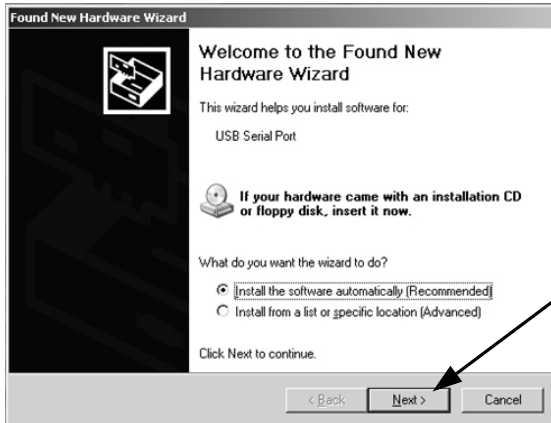 Found New Hardware Wizard
Welcome to the Found New
Hardware Wizard
This wizard helps you install software for:
USB Serial Port
If your hardware came with an installation CD
or floppy disk, insert it now.
What do you want the wizard to do?
Install the software automatically (Recommended)
Install from a list or specific location (Advanced)
Click Next to continue.
< Back Next > Cancel